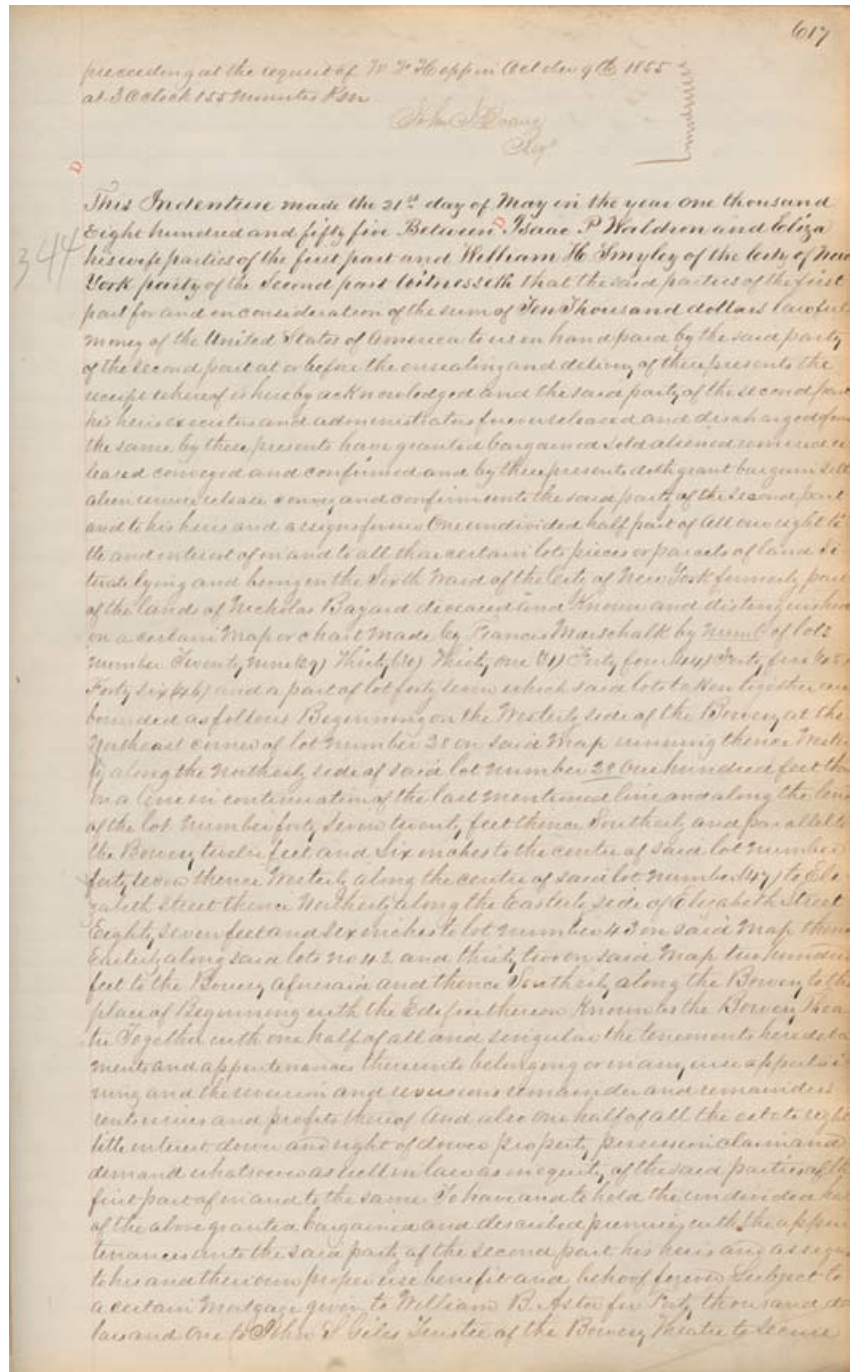 617
preceeding at the request of W J Hoppin October 9th 1855
at 3 Oclock & 55 Minutes P.M
John J Doane
Reg
344
This Indenture made the 21st day of May in the year one thousand
Eight hundred and fifty five Between Isaac P Waldron and Eliza
his wife parties of the first part and William H. Smyley of the City of New
York party of the Second part Witnesseth that the said parties of the first
part for and in consideration of the sum of Ten Thousand dollars lawful
money of the United States of America to us in hand paid by the said party
of the second part at or before the ensealing and delivery of these presents the
receipt whereof is hereby acknowledged and the said party of the second part
his heirs executors and administrators forever released and discharged from
the same by these presents have granted bargained sold aliened remised re
leased conveyed and confirmed and by these presents doth grant bargain sell
alien remise release convey and confirm unto the said party of the second part
and to his heirs and assigns forever One undivided half part of all our right ti
tle and interest of in and to all that certain lots pieces or parcels of land si
tuate lying and being in the Sixth Ward of the City of New York formerly part
of the lands of Nicholas Bayard deceased and Known and distinguished
on a certain Map or chart made by Francis Marschalk by numb of lots
number Twenty nine (29) Thirty (30) Thirty one (31) Forty four (44) Forty five (45)
Forty six (46) and a part of lot forty seven which said lots taken together are
bounded as follows Beginning on the Westerly side of the Bowery at the
Northeast corner of lot number 28 on said Map running thence Wester
ly along the Northerly side of said lot number 28 One hundred feet then
in a line in continuation of the last mentioned line and along the line
of the lot number forty seven twenty feet thence Southerly and parallel to
the Bowery twelve feet and six inches to the centre of said lot number
forty seven thence Westerly along the centre of said lot number (47) to Eli
zabeth Street thence Northerly along the Easterly side of Elizabeth Street
Eighty seven feet and six inches to lot number 43 on said Map thence
Easterly along said lots no 43 and thirty two on said Map two hundred
feet to the Bowery aforesaid and thence Southerly along the Bowery to the
place of Beginning with the Edifice thereon Known as the Bowery Thea
tre Together with one half of all and singular the tenements heredita
ments and appurtenances thereunto belonging or in any wise appertai
ning and the reversion and reversions remainder and remainders
rents issues and profits thereof And also one half of all the estate right
title interest dower and right of dower property possession claim and
demand whatsoever as well in law as in equity of the said parties of the
first part of in and to the same To have and to hold the undivided half
of the above granted bargained and described premises with the appur
tenances unto the said party of the second part his heirs and assigns
to his and their own proper use benefit and behoof forever Subject to
a certain Mortgage given to William B. Astor for Forty thousand dol
lars and One to John S Giles Trustee of the Bowery Theatre to secure